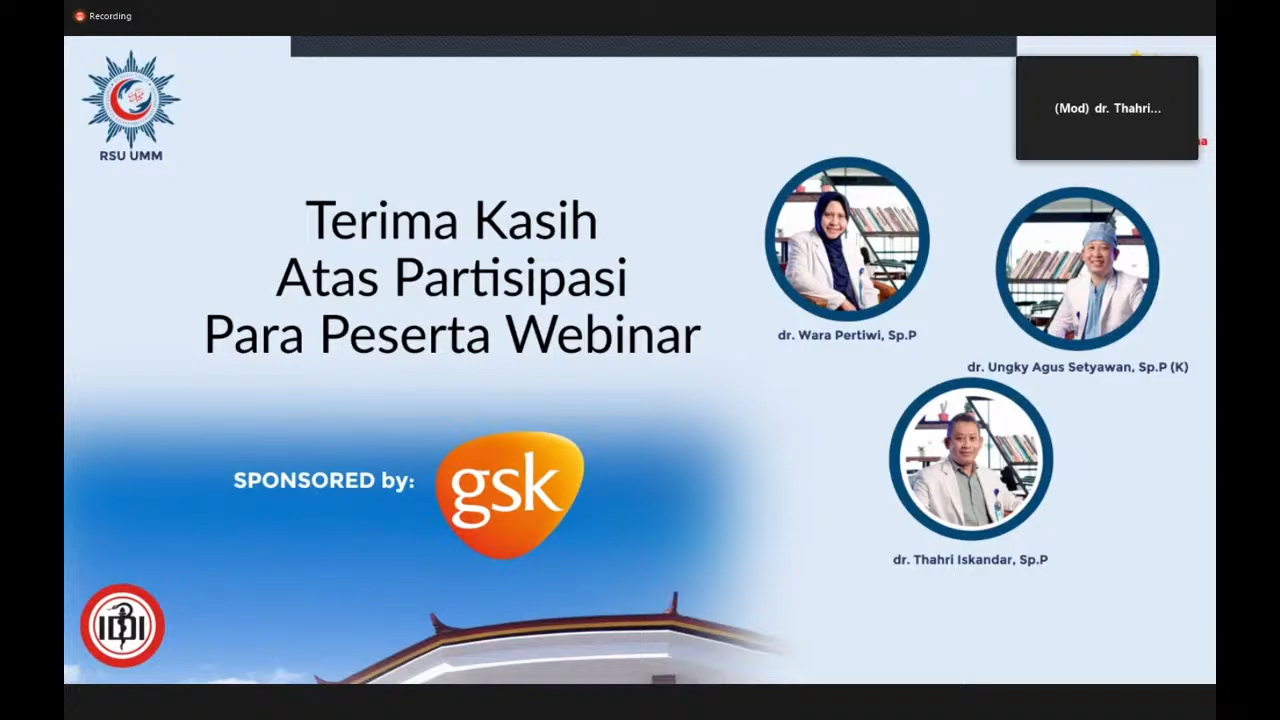 Recording
(Mod) dr. Thahri...
RSU UMM
Terima Kasih
Atas Partisipasi
Para Peserta Webinar
dr. Wara Pertiwi, Sp.P
dr. Ungky Agus Setyawan, Sp.P (K)
SPONSORED by:
gsk
dr. Thahri Iskandar, Sp.P
IDI